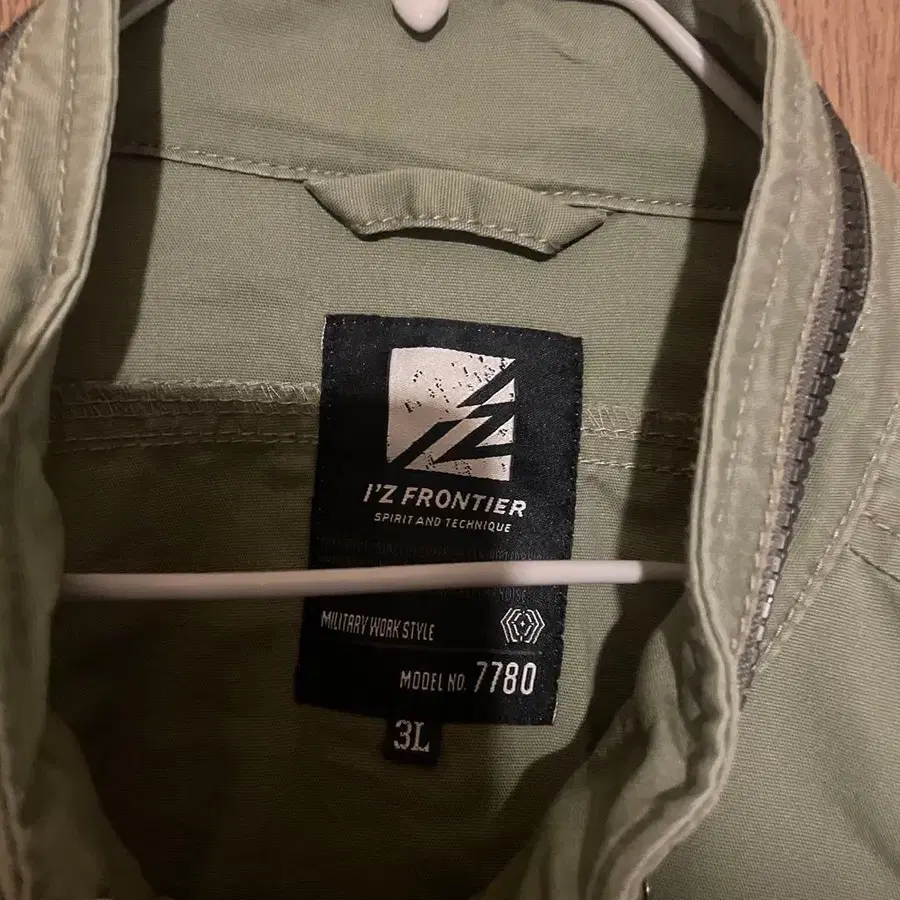 I'Z FRONTIER
SPIRIT AND TECHNIQUE
MILITARY WORK STYLE
MODEL NO. 7780
3L